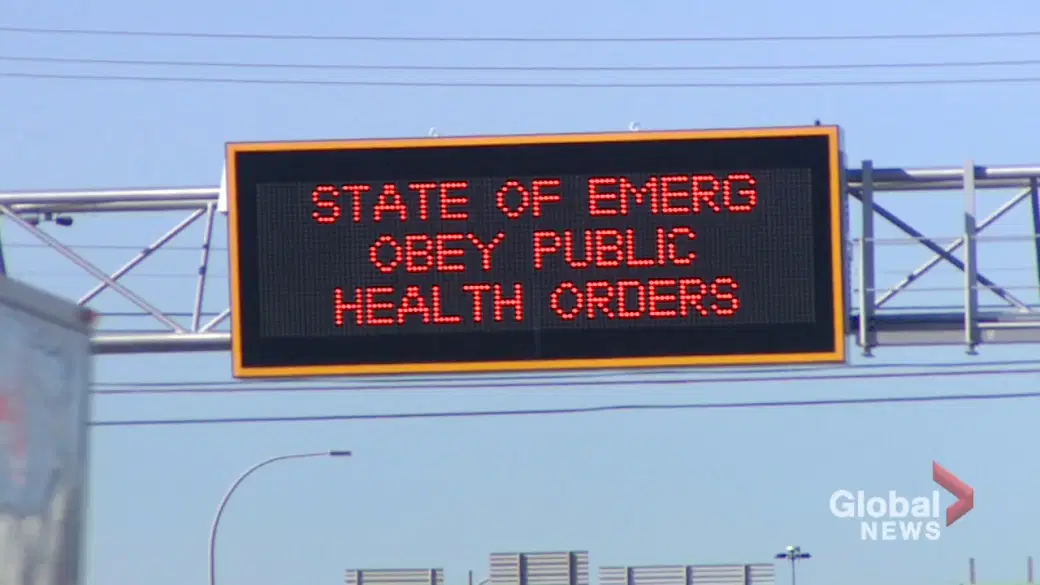 STATE OF EMERG
OBEY PUBLIC
HEALTH ORDERS
Global
NEWS